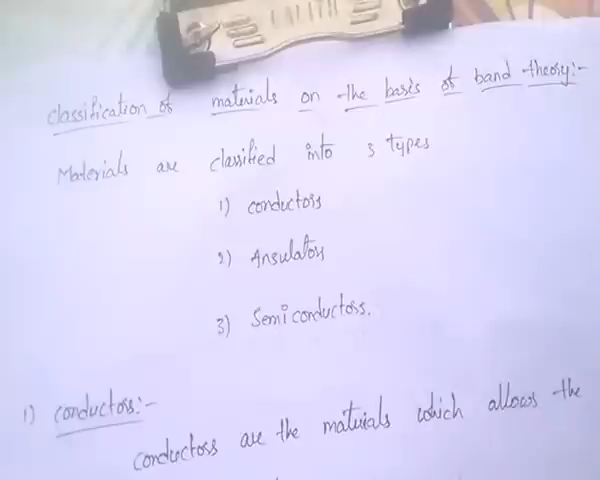 classification of materials on the basis of band theory:-
Materials are classified into 3 types
1) conductors
2) Insulators
3) Semiconductors.
1) conductors:-
conductors are the materials which allows the